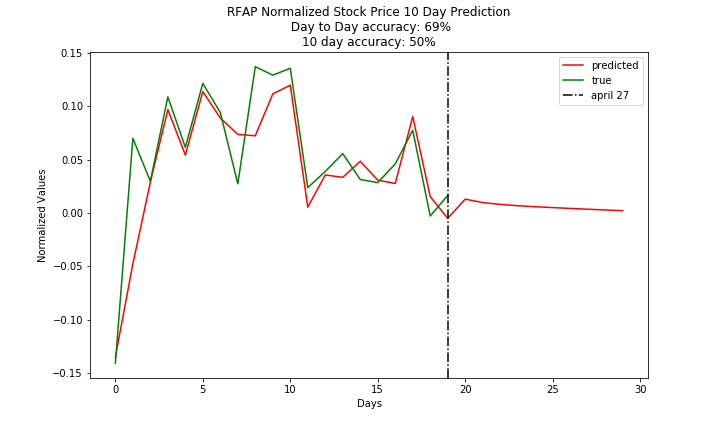 RFAP Normalized Stock Price 10 Day Prediction
Day to Day accuracy: 69%
10 day accuracy: 50%
predicted
true
april 27
Normalized Values
0.15
0.10
0.05
0.00
−0.05
−0.10
−0.15
0 5 10 15 20 25 30
Days